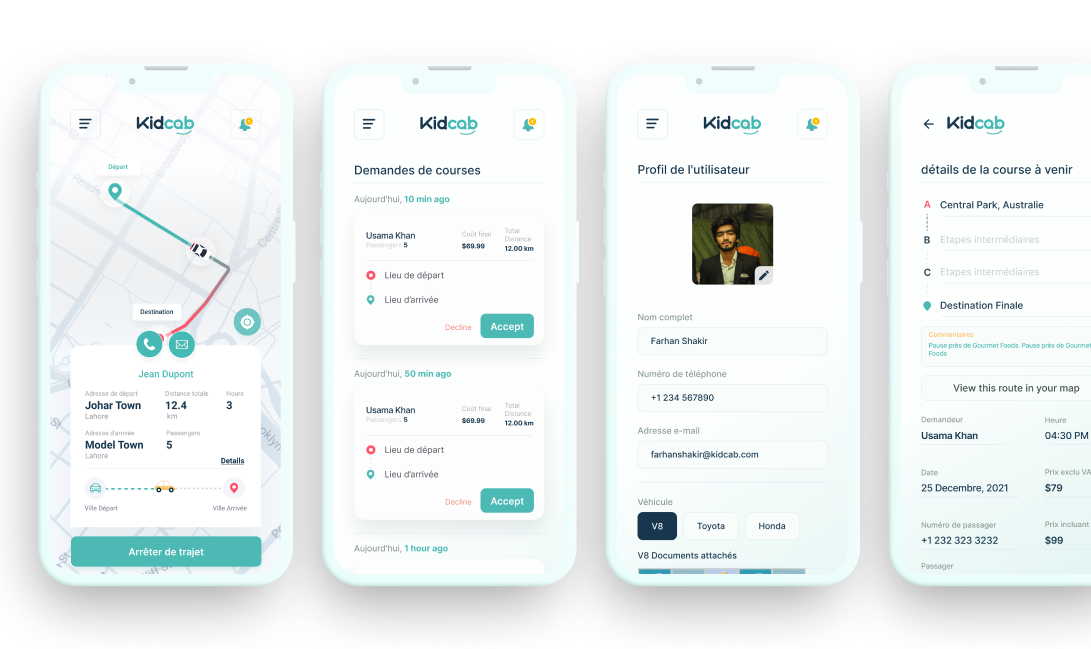 Kidcab
1
Départ
Destination
Jean Dupont
Adresse de départ
Distance totale
Hours
Johar Town
12.4
3
Lahore
km
Adresse d'arrivée
Passengers
Model Town
5
Lahore
Details
Ville Départ
Ville Arrivée
Arrêter de trajet
Kidcab
1
Demandes de courses
Aujourd'hui, 10 min ago
Usama Khan
Passengers 5
Coût final
$69.99
Total
Distance
12.00 km
Lieu de départ
Lieu d'arrivée
Decline
Accept
Aujourd'hui, 50 min ago
Usama Khan
Passengers 5
Coût final
$69.99
Total
Distance
12.00 km
Lieu de départ
Lieu d'arrivée
Decline
Accept
Aujourd'hui, 1 hour ago
Kidcab
1
Profil de l'utilisateur
Nom complet
Farhan Shakir
Numéro de téléphone
+1 234 567890
Adresse e-mail
farhanshakir@kidcab.com
Véhicule
V8
Toyota
Honda
V8 Documents attachés
Kidcab
détails de la course à venir
A Central Park, Australie
B Etapes intermédiaires
C Etapes intermédiaires
Destination Finale
Commentaires
Pause près de Gourmet Foods. Pause près de Gourmet
Foods.
View this route in your map
Demandeur
Heure
Usama Khan
04:30 PM
Date
Prix exclu VA
25 Decembre, 2021
$79
Numéro de passager
Prix incluant
+1 232 323 3232
$99
Passager